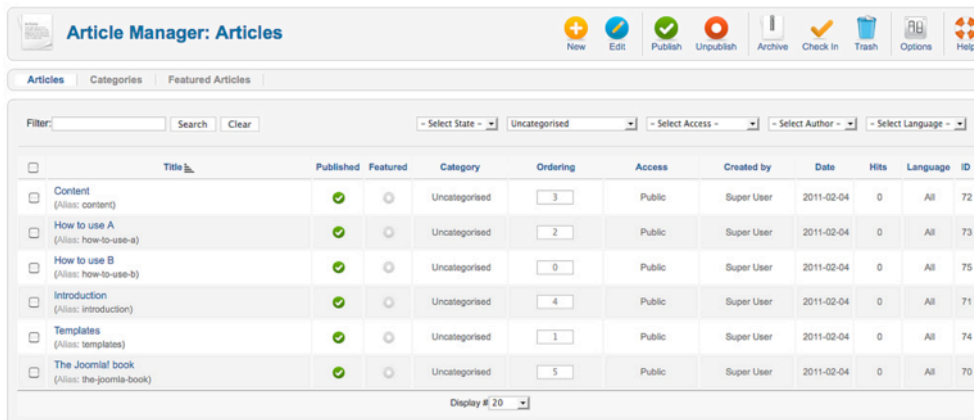 Article Manager: Articles
New Edit Publish Unpublish Archive Check In Trash Options Help
Articles Categories Featured Articles
Filter: Search Clear - Select State - Uncategorised - Select Access - - Select Author - - Select Language -
Title Published Featured Category Ordering Access Created by Date Hits Language ID
Content Uncategorised 3 Public Super User 2011-02-04 0 All 72
(Alias: content)
How to use A Uncategorised 2 Public Super User 2011-02-04 0 All 73
(Alias: how-to-use-a)
How to use B Uncategorised 0 Public Super User 2011-02-04 0 All 75
(Alias: how-to-use-b)
Introduction Uncategorised 4 Public Super User 2011-02-04 0 All 71
(Alias: introduction)
Templates Uncategorised 1 Public Super User 2011-02-04 0 All 74
(Alias: templates)
The Joomla! book Uncategorised 5 Public Super User 2011-02-04 0 All 70
(Alias: the-joomla-book)
Display # 20